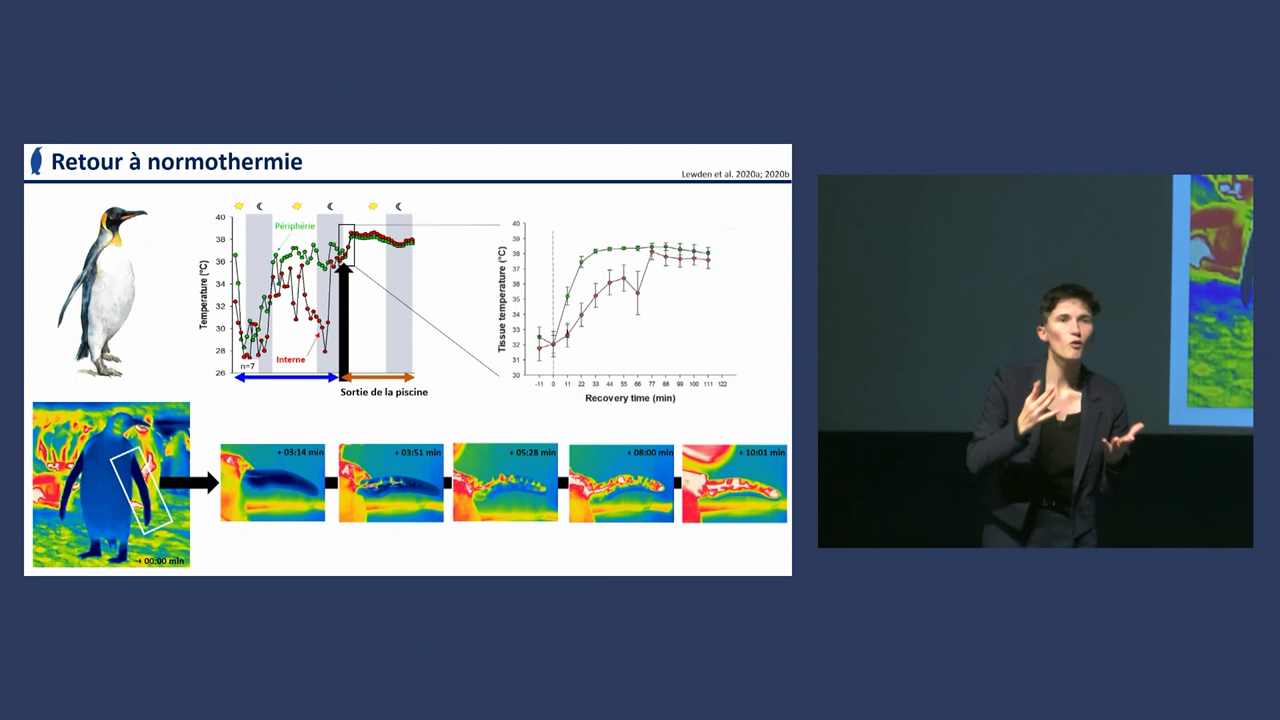 Retour à normothermie
Lewden et al. 2020a; 2020b
Temperature (°C)
40
38
36
34
32
30
28
26
Périphérie
Interne
n=7
Sortie de la piscine
Tissue temperature (°C)
40
39
38
37
36
35
34
33
32
31
30
-11 0 11 22 33 44 55 66 77 88 99 100 111 122
Recovery time (min)
+ 00:00 min
+ 03:14 min
+ 03:51 min
+ 05:28 min
+ 08:00 min
+ 10:01 min